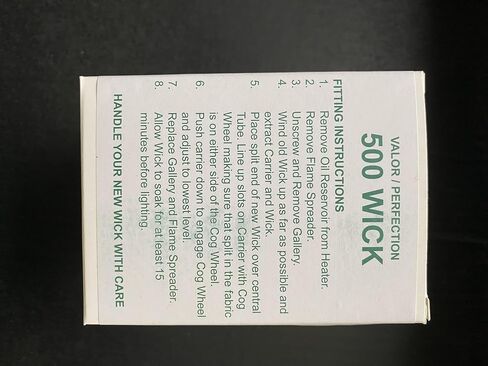 VALOR / PERFECTION
500 WICK
FITTING INSTRUCTIONS
1. Remove Oil Reservoir from Heater.
2. Remove Flame Spreader.
3. Unscrew and Remove Gallery.
4. Wind old Wick up as far as possible and
extract Carrier and Wick.
5. Place split end of new Wick over central
Tube. Line up slots on Carrier with Cog
Wheel making sure that split in the fabric
is on either side of the Cog Wheel.
6. Push carrier down to engage Cog Wheel
and adjust to lowest level.
7. Replace Gallery and Flame Spreader.
8. Allow Wick to soak for at least 15
minutes before lighting.
HANDLE YOUR NEW WICK WITH CARE